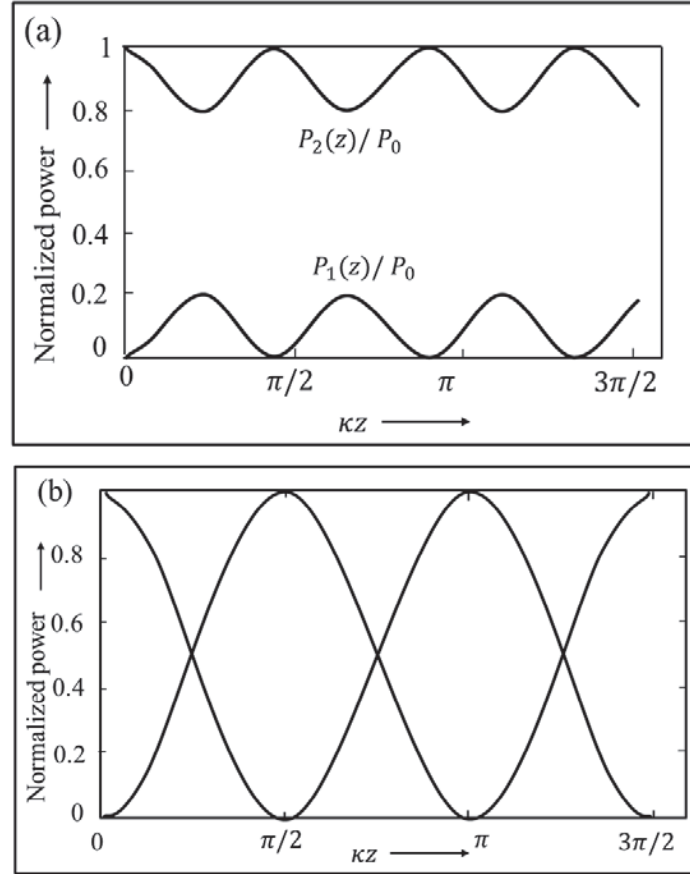 (a)
1
0.8
0.6
0.4
0.2
0
Normalized power
P₂(z)/ P₀
P₁(z)/ P₀
0 π/2 π 3π/2
κz
(b)
0.8
0.6
0.4
0.2
0
Normalized power
0 π/2 π 3π/2
κz